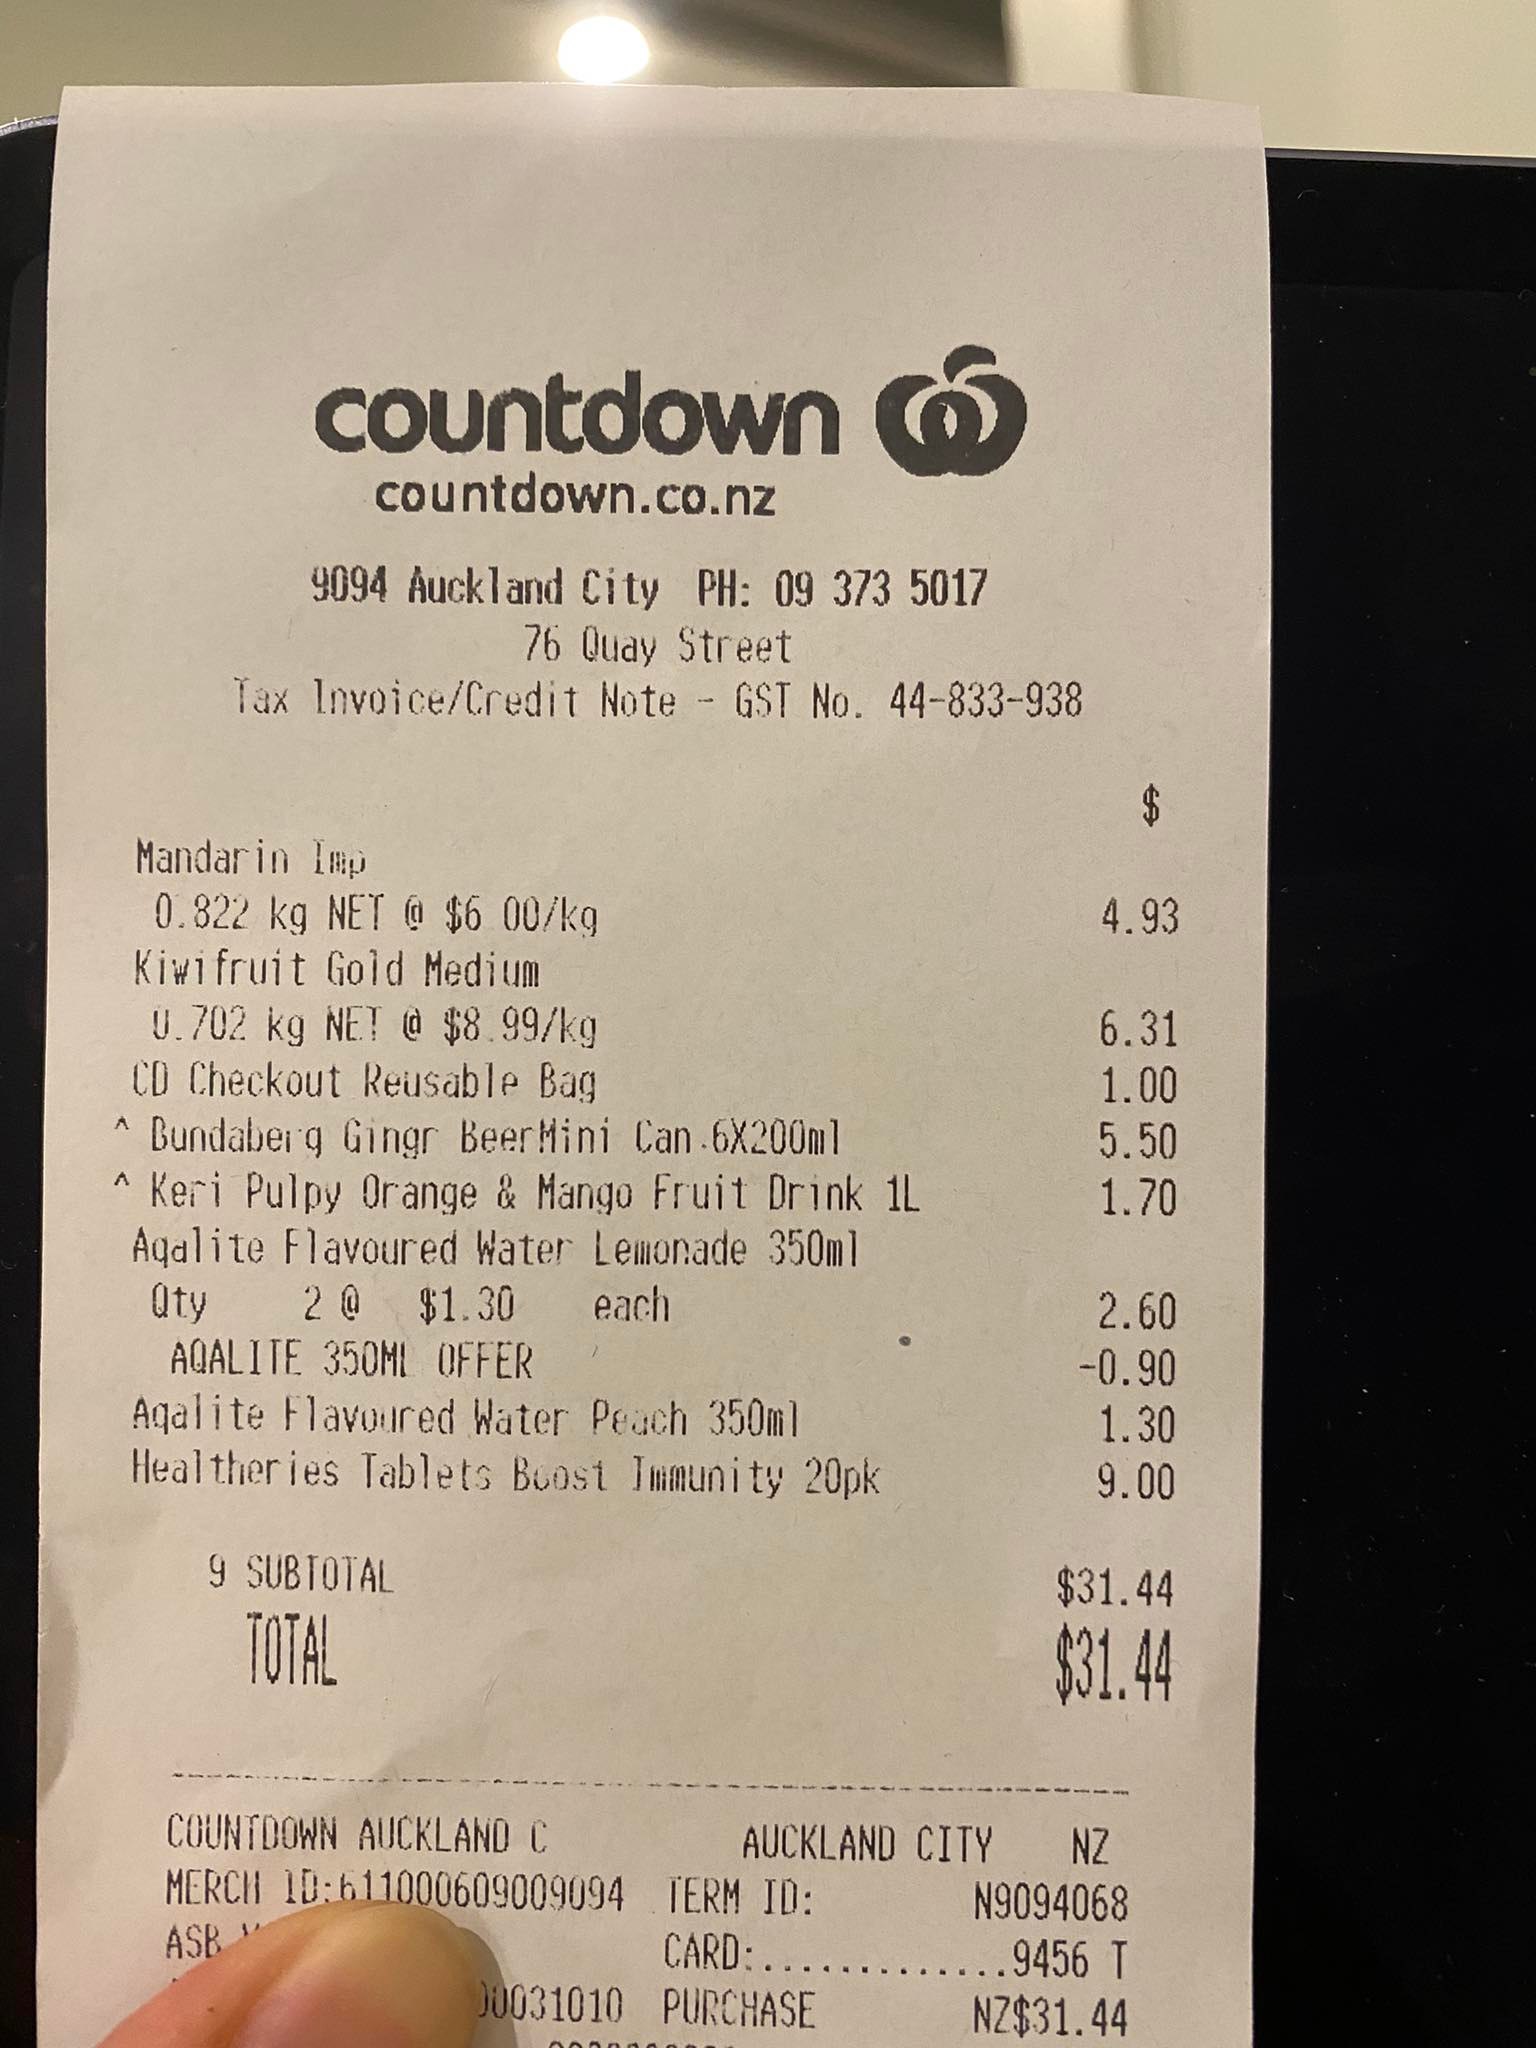 countdown
countdown.co.nz
9094 Auckland City PH: 09 373 5017
76 Quay Street
Tax Invoice/Credit Note - GST No. 44-833-938
$
Mandarin Imp
0.822 kg NET @ $6 00/kg 4.93
Kiwifruit Gold Medium
0.702 kg NET @ $8.99/kg 6.31
CD Checkout Reusable Bag 1.00
^ Bundaberg Gingr BeerMini Can 6X200ml 5.50
^ Keri Pulpy Orange & Mango Fruit Drink 1L 1.70
Aqalite Flavoured Water Lemonade 350ml
Qty 2 @ $1.30 each 2.60
AQALITE 350ML OFFER -0.90
Aqalite Flavoured Water Peach 350ml 1.30
Healtheries Tablets Boost Immunity 20pk 9.00
9 SUBTOTAL $31.44
TOTAL $31.44
COUNTDOWN AUCKLAND C AUCKLAND CITY NZ
MERCH ID:611000609009094 TERM ID: N9094068
ASB CARD:.............9456 T
00031010 PURCHASE NZ$31.44